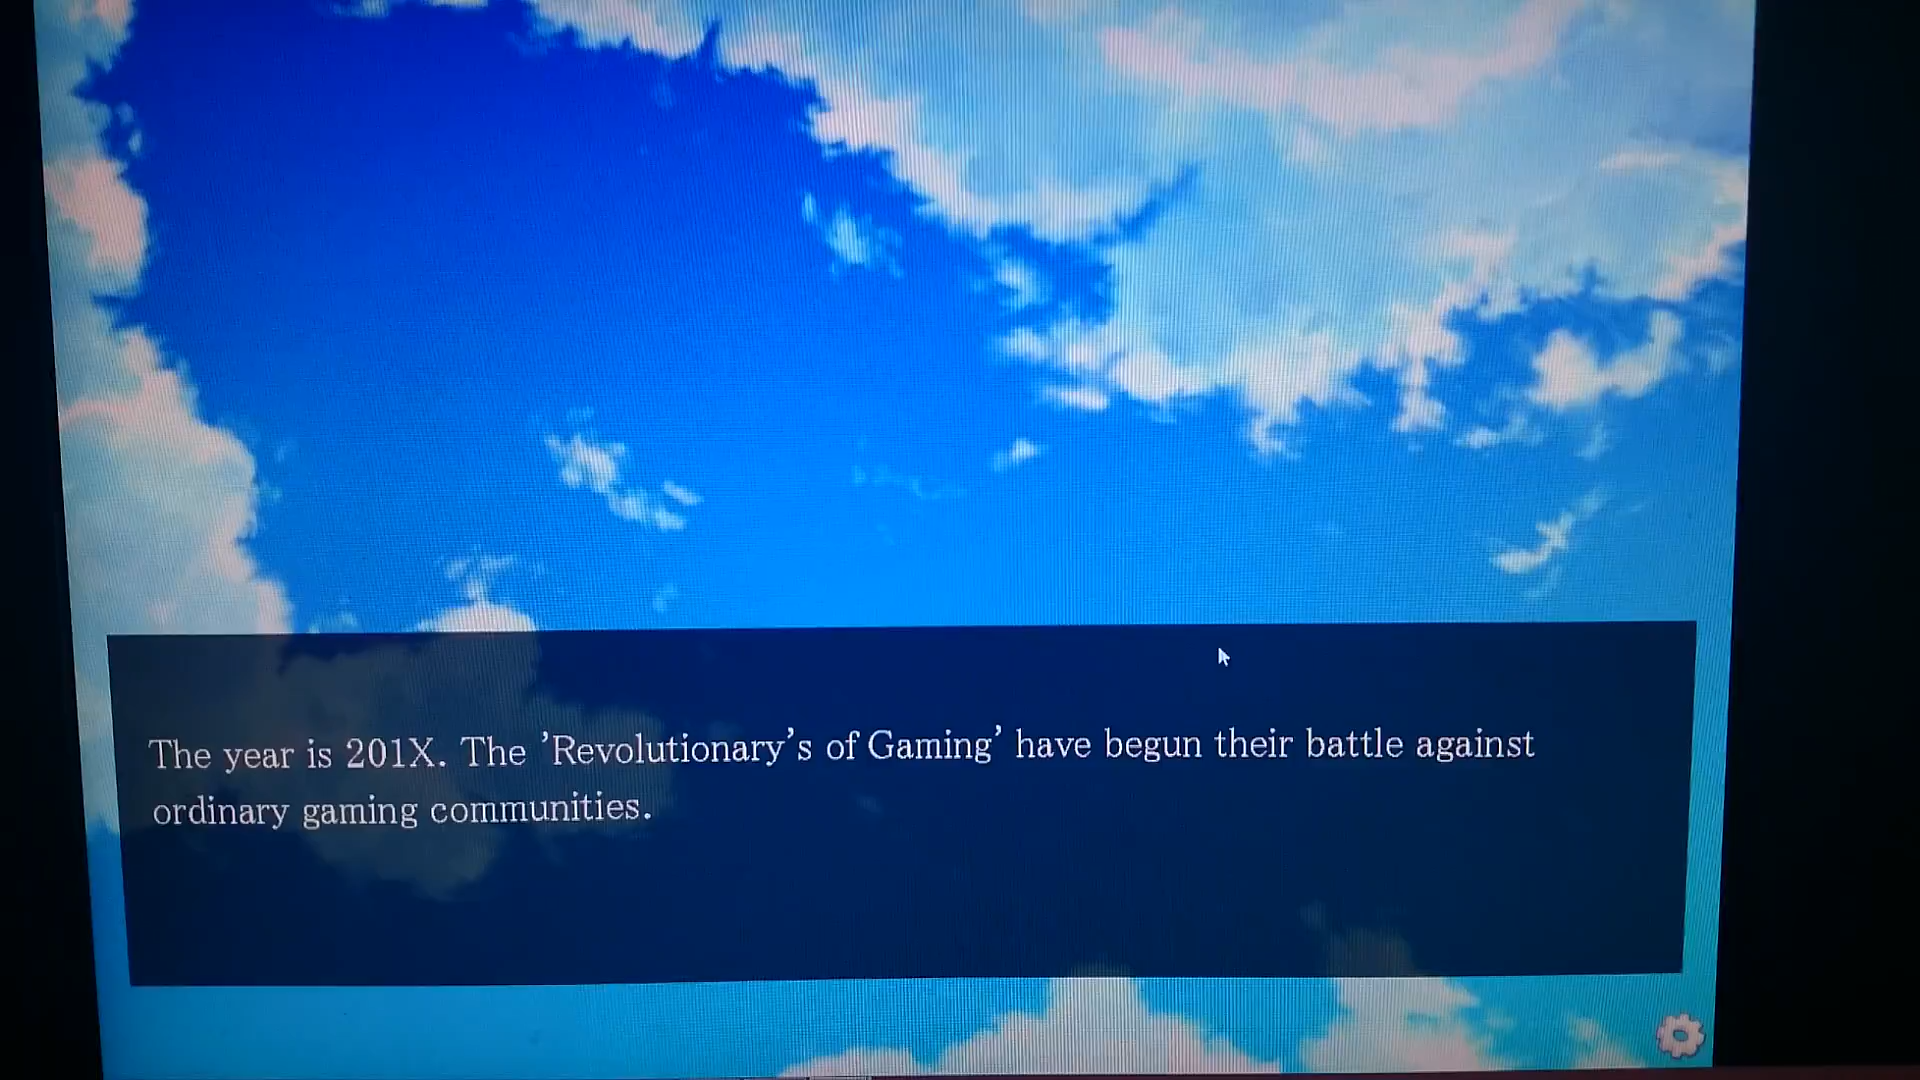 The year is 201X. The 'Revolutionary's of Gaming' have begun their battle against
ordinary gaming communities.